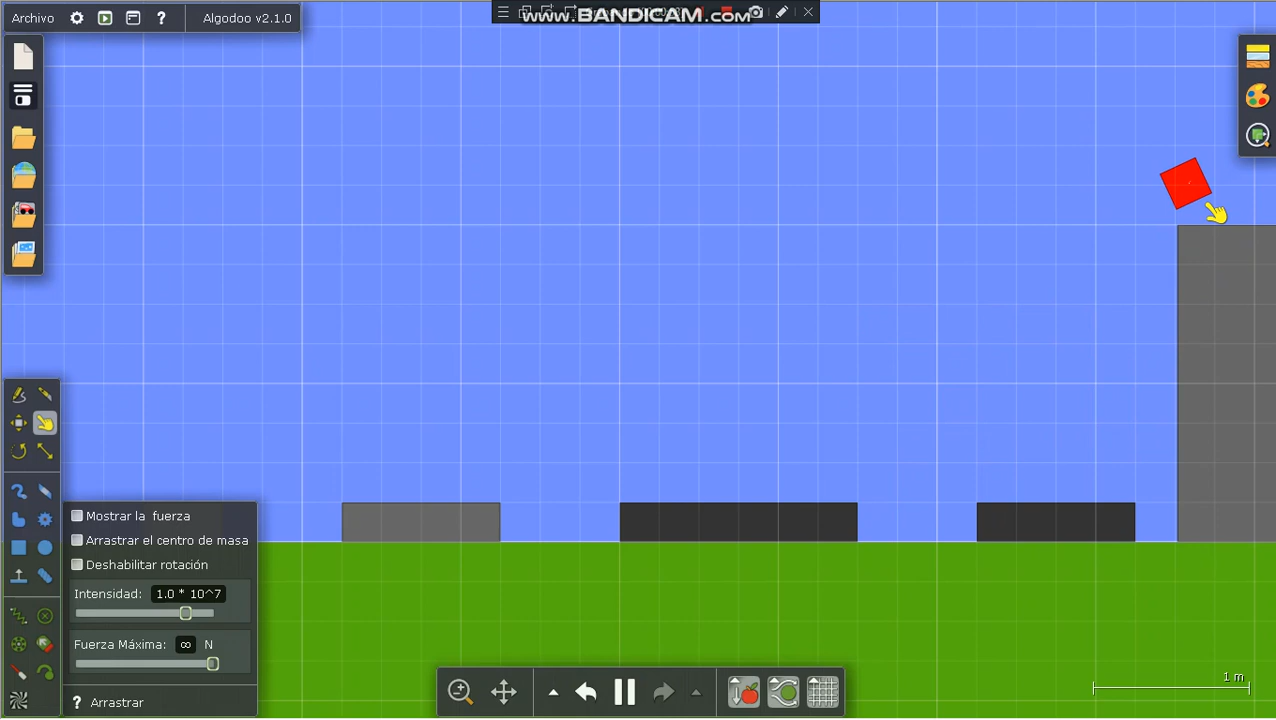 Archivo
?
Algodoo v2.1.0
www.BANDICAM.com
Mostrar la fuerza
Arrastrar el centro de masa
Deshabilitar rotación
Intensidad: 1.0 * 10^7
Fuerza Máxima: ∞ N
? Arrastrar
1 m